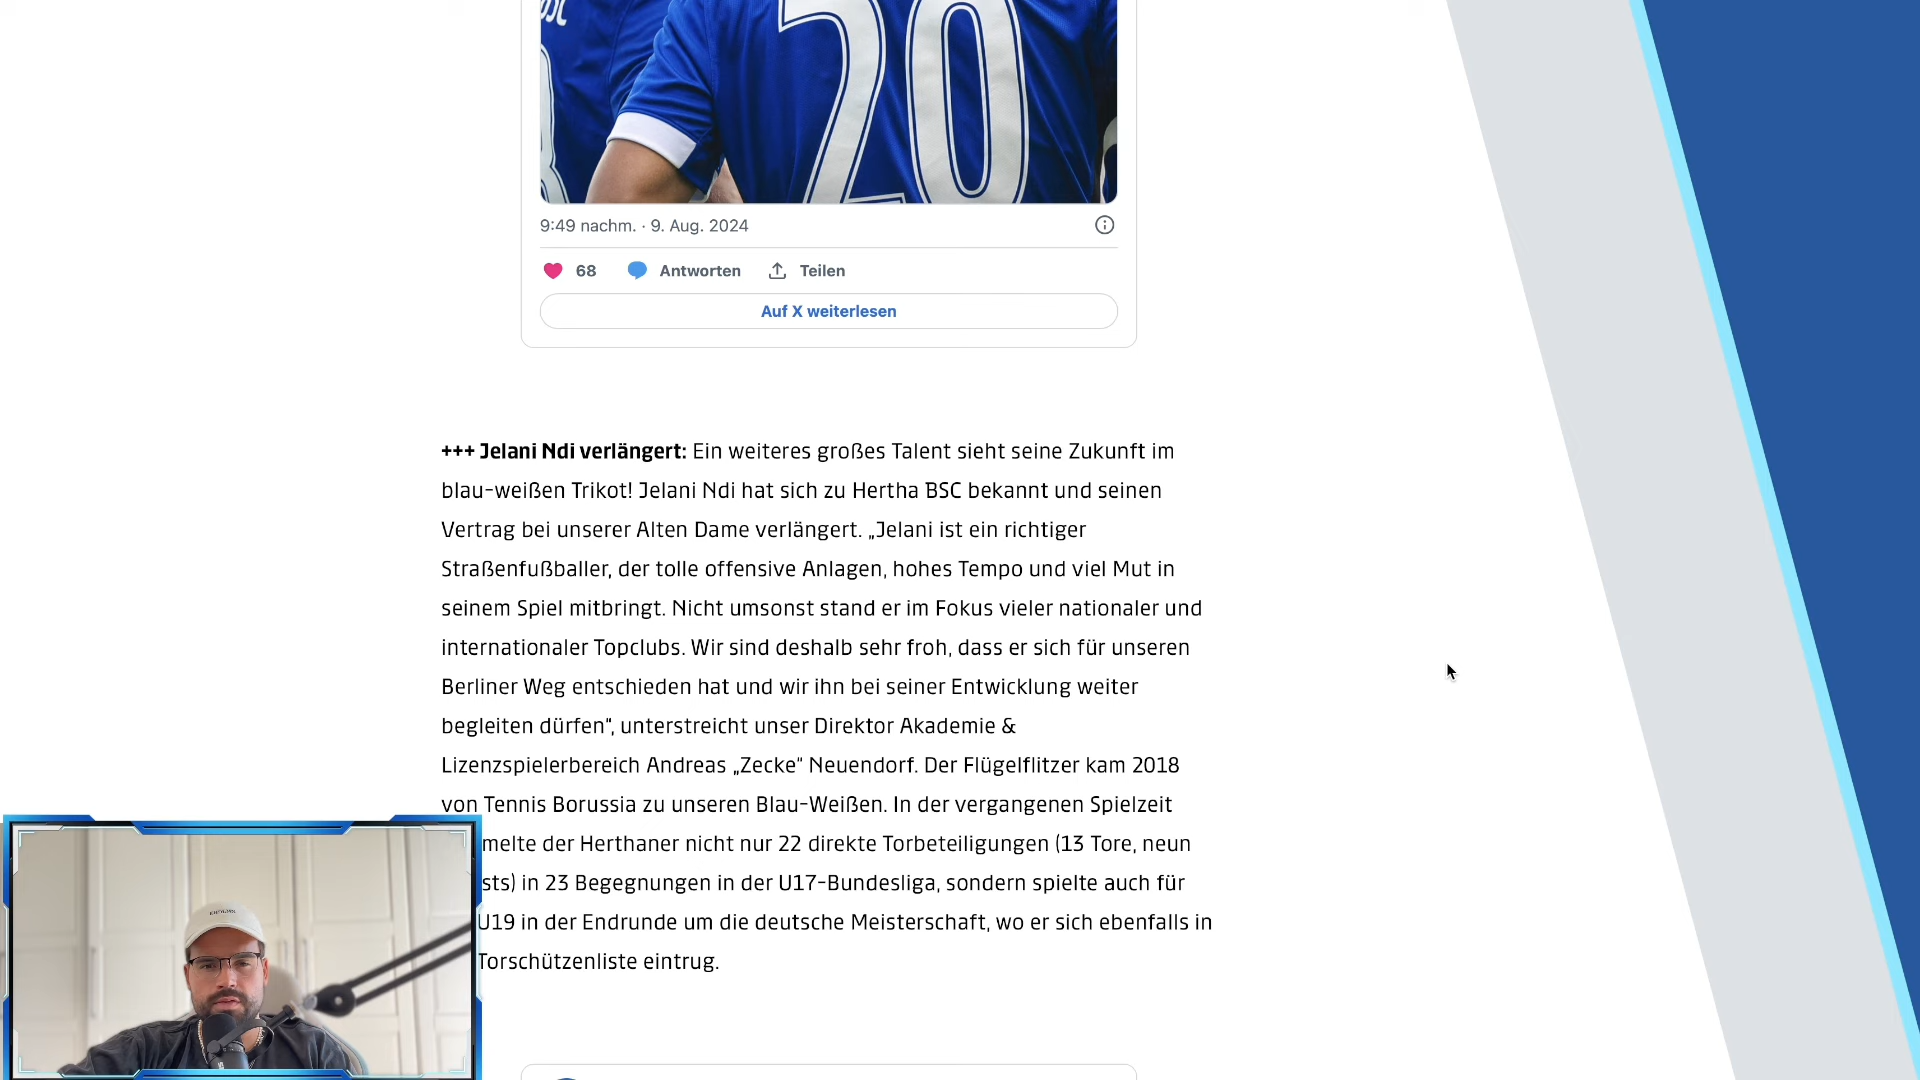 BSC
20
9:49 nachm. · 9. Aug. 2024
68 Antworten Teilen
Auf X weiterlesen
+++ Jelani Ndi verlängert: Ein weiteres großes Talent sieht seine Zukunft im
blau-weißen Trikot! Jelani Ndi hat sich zu Hertha BSC bekannt und seinen
Vertrag bei unserer Alten Dame verlängert. „Jelani ist ein richtiger
Straßenfußballer, der tolle offensive Anlagen, hohes Tempo und viel Mut in
seinem Spiel mitbringt. Nicht umsonst stand er im Fokus vieler nationaler und
internationaler Topclubs. Wir sind deshalb sehr froh, dass er sich für unseren
Berliner Weg entschieden hat und wir ihn bei seiner Entwicklung weiter
begleiten dürfen“, unterstreicht unser Direktor Akademie &
Lizenzspielerbereich Andreas „Zecke“ Neuendorf. Der Flügelflitzer kam 2018
von Tennis Borussia zu unseren Blau-Weißen. In der vergangenen Spielzeit
melte der Herthaner nicht nur 22 direkte Torbeteiligungen (13 Tore, neun
sts) in 23 Begegnungen in der U17-Bundesliga, sondern spielte auch für
U19 in der Endrunde um die deutsche Meisterschaft, wo er sich ebenfalls in
Torschützenliste eintrug.